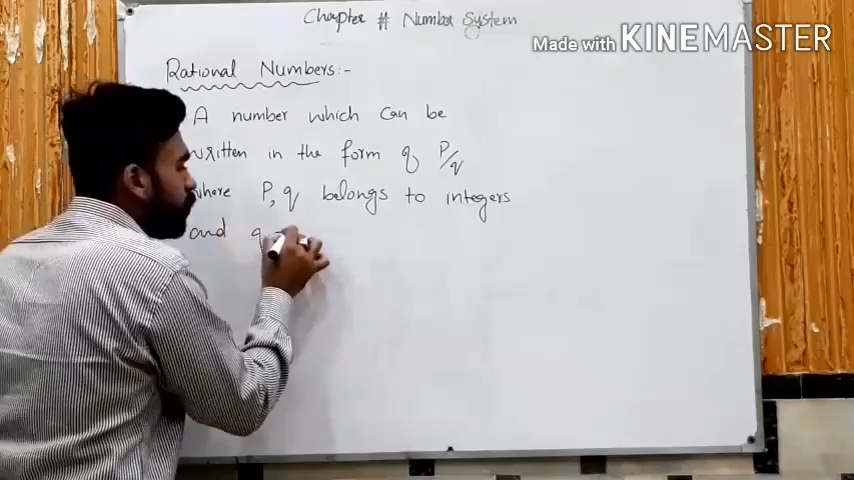 Chapter # Number System
Made with KINEMASTER
Rational Numbers:-
A number which can be
written in the form q P/q
where P, q belongs to integers
and q